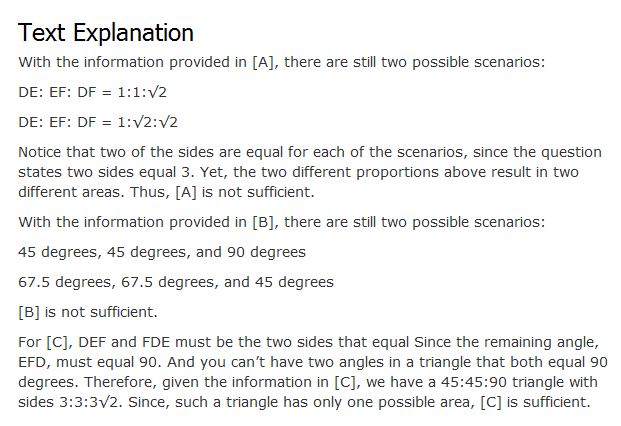 Text Explanation
With the information provided in [A], there are still two possible scenarios:
DE: EF: DF = 1:1:√2
DE: EF: DF = 1:√2:√2
Notice that two of the sides are equal for each of the scenarios, since the question
states two sides equal 3. Yet, the two different proportions above result in two
different areas. Thus, [A] is not sufficient.
With the information provided in [B], there are still two possible scenarios:
45 degrees, 45 degrees, and 90 degrees
67.5 degrees, 67.5 degrees, and 45 degrees
[B] is not sufficient.
For [C], DEF and FDE must be the two sides that equal Since the remaining angle,
EFD, must equal 90. And you can’t have two angles in a triangle that both equal 90
degrees. Therefore, given the information in [C], we have a 45:45:90 triangle with
sides 3:3:3√2. Since, such a triangle has only one possible area, [C] is sufficient.